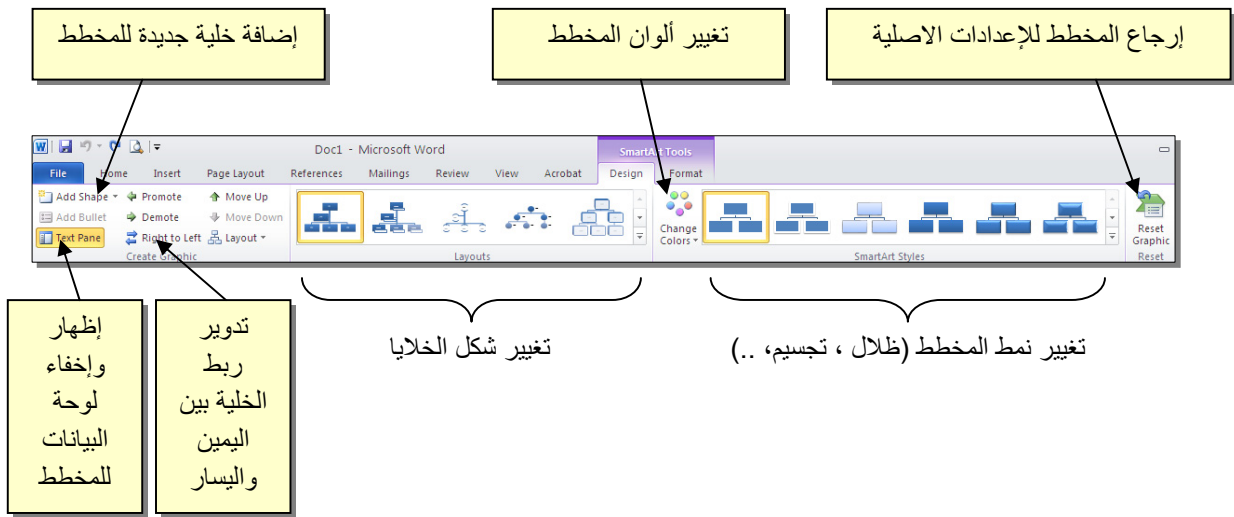 إضافة خلية جديدة للمخطط
تغيير ألوان المخطط
إرجاع المخطط للإعدادات الاصلية
Doc1 - Microsoft Word
SmartArt Tools
File Home Insert Page Layout References Mailings Review View Acrobat Design Format
Add Shape Promote Move Up
Add Bullet Demote Move Down
Text Pane Right to Left Layout
Change
Colors
Reset
Graphic
Create Graphic Layouts SmartArt Styles Reset
إظهار
وإخفاء
لوحة
البيانات
للمخطط
تدوير
ربط
الخلية بين
اليمين
واليسار
تغيير شكل الخلايا
تغيير نمط المخطط (ظلال ، تجسيم، ..)